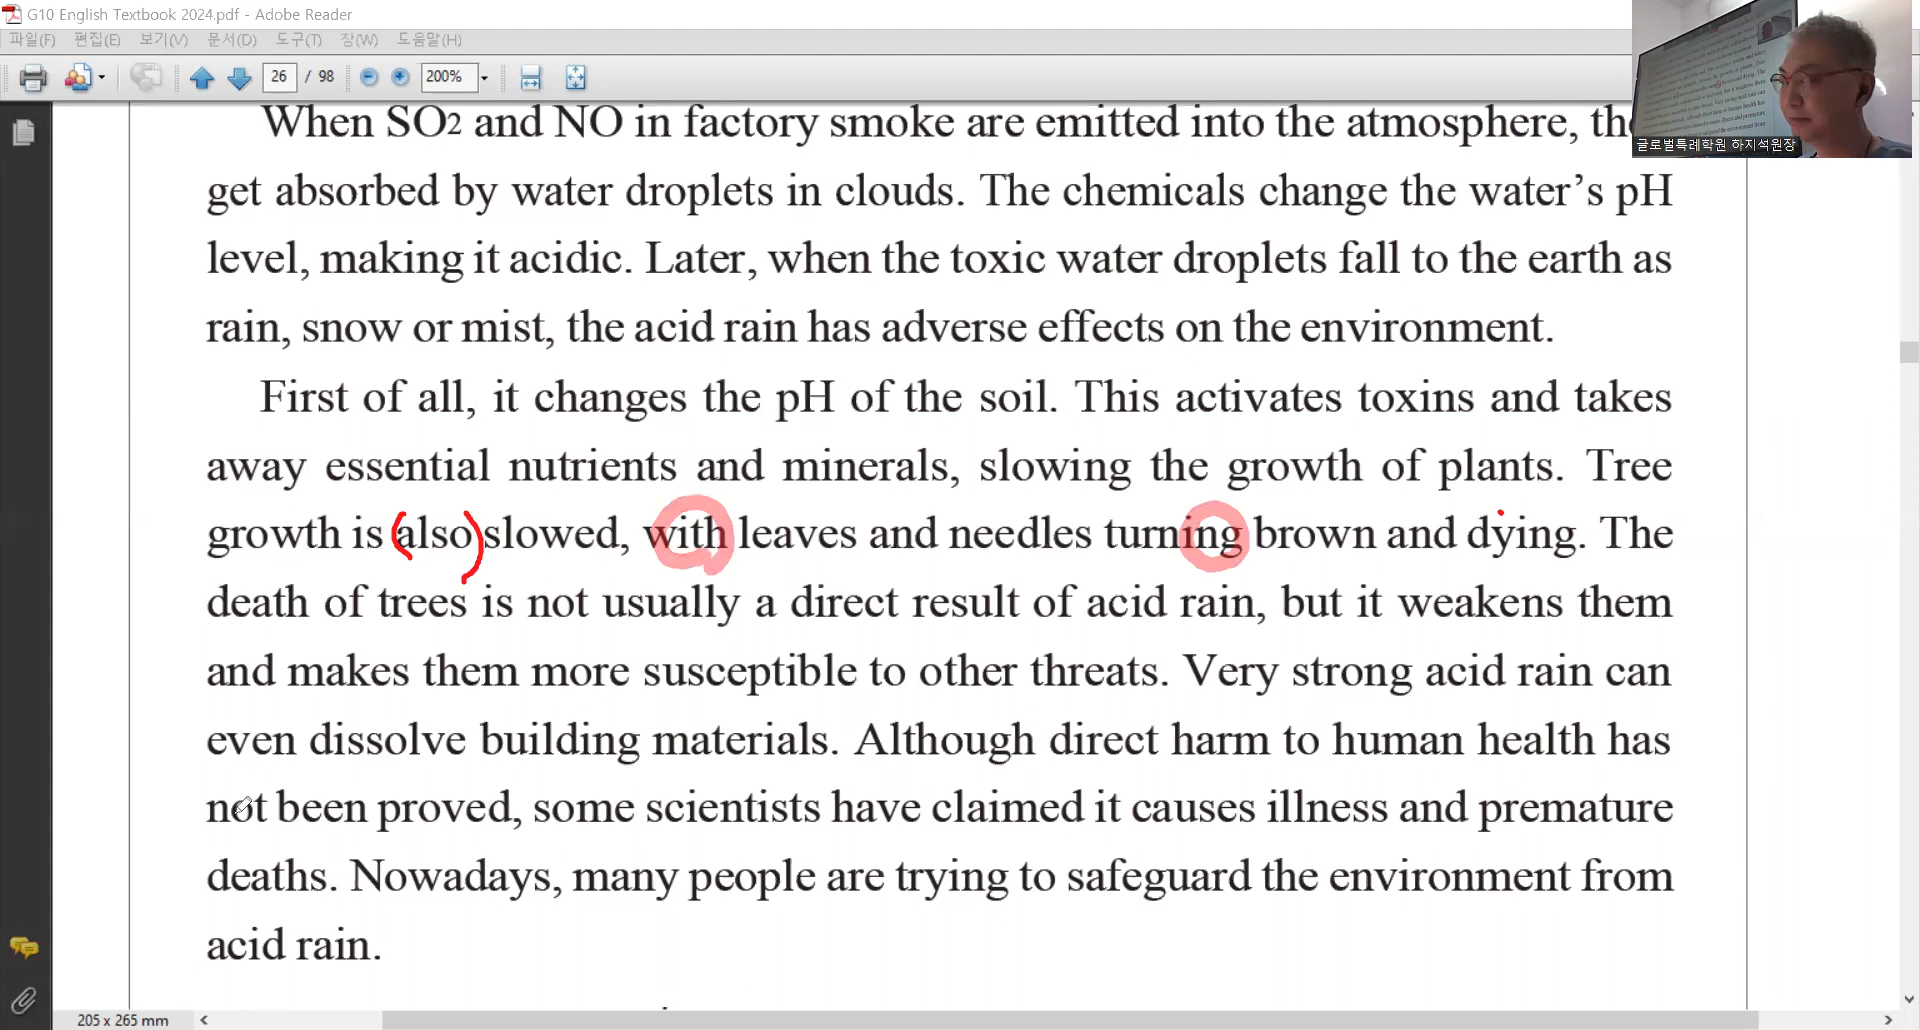 G10 English Textbook 2024.pdf - Adobe Reader
파일(F) 편집(E) 보기(V) 문서(D) 도구(T) 창(W) 도움말(H)
26 / 98 200%
글로벌특례학원 하지석원장
When SO2 and NO in factory smoke are emitted into the atmosphere, the
get absorbed by water droplets in clouds. The chemicals change the water’s pH
level, making it acidic. Later, when the toxic water droplets fall to the earth as
rain, snow or mist, the acid rain has adverse effects on the environment.
First of all, it changes the pH of the soil. This activates toxins and takes
away essential nutrients and minerals, slowing the growth of plants. Tree
growth is (also) slowed, with leaves and needles turning brown and dying. The
death of trees is not usually a direct result of acid rain, but it weakens them
and makes them more susceptible to other threats. Very strong acid rain can
even dissolve building materials. Although direct harm to human health has
not been proved, some scientists have claimed it causes illness and premature
deaths. Nowadays, many people are trying to safeguard the environment from
acid rain.
205 x 265 mm